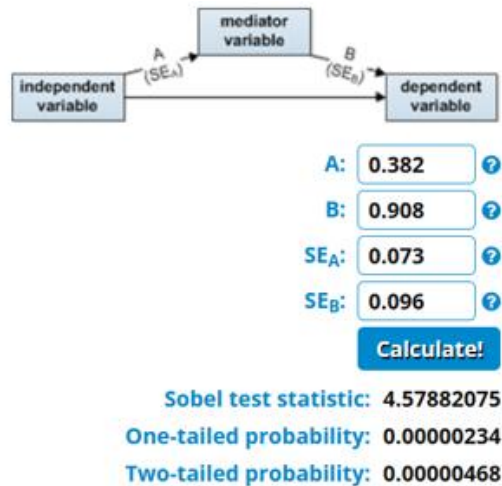 mediator
variable
A
(SEA)
B
(SEB)
independent
variable
dependent
variable
A: 0.382 ?
B: 0.908 ?
SEA: 0.073 ?
SEB: 0.096 ?
Calculate!
Sobel test statistic: 4.57882075
One-tailed probability: 0.00000234
Two-tailed probability: 0.00000468